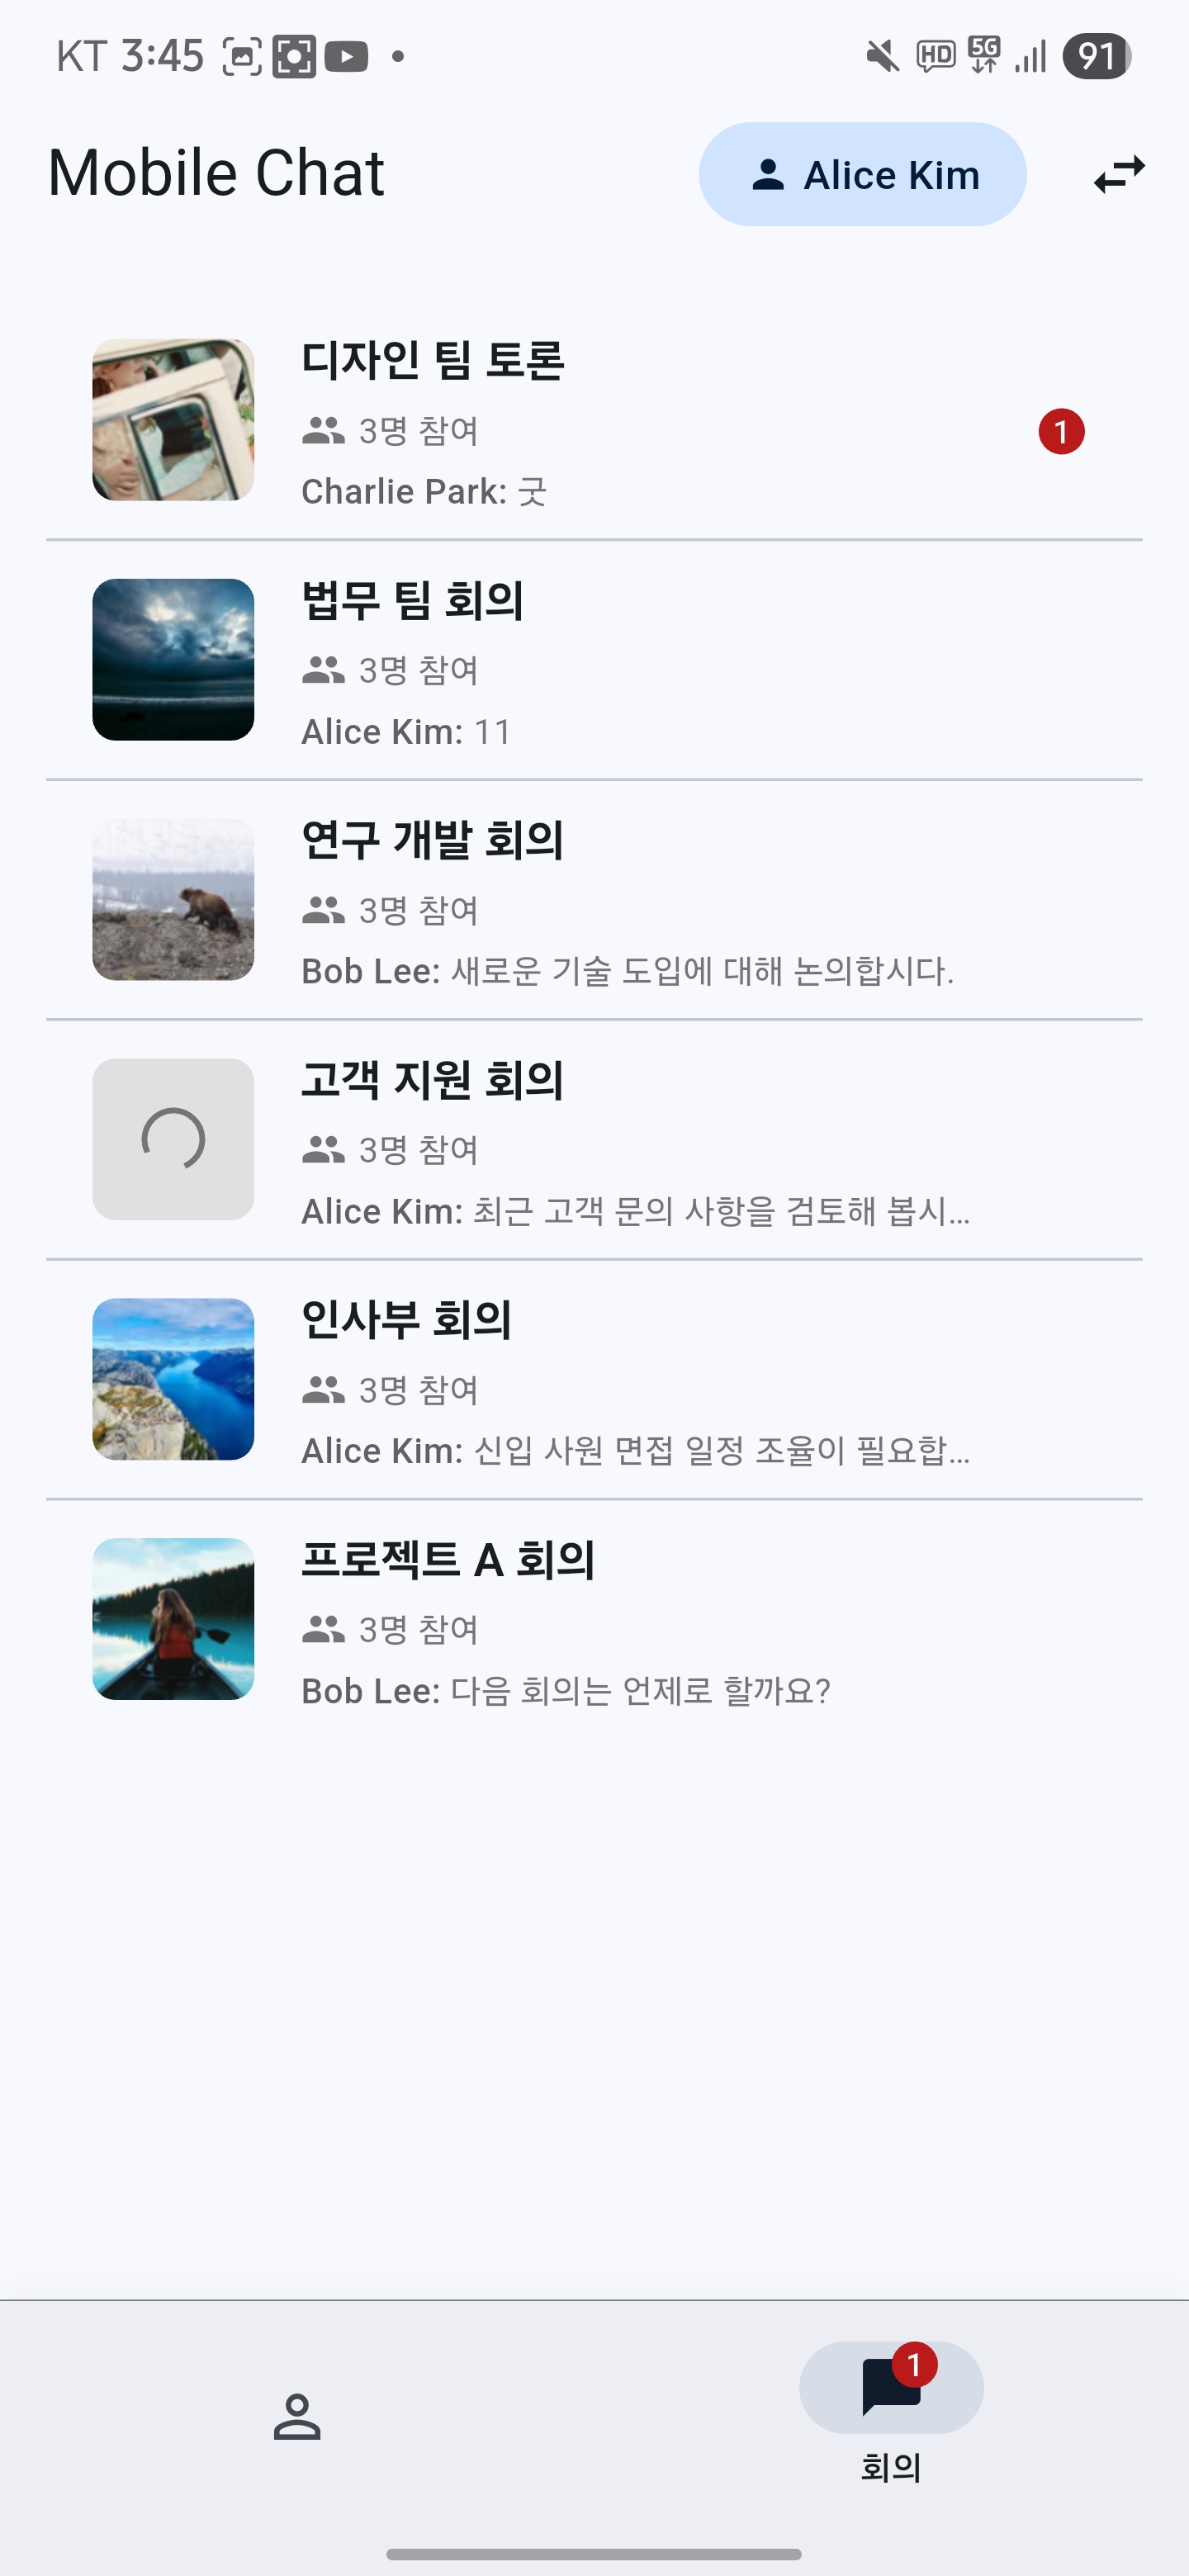 KT 3:45
HD 5G 91
Mobile Chat
Alice Kim
디자인 팀 토론
3명 참여
1
Charlie Park: 굿
법무 팀 회의
3명 참여
Alice Kim: 11
연구 개발 회의
3명 참여
Bob Lee: 새로운 기술 도입에 대해 논의합시다.
고객 지원 회의
3명 참여
Alice Kim: 최근 고객 문의 사항을 검토해 봅시...
인사부 회의
3명 참여
Alice Kim: 신입 사원 면접 일정 조율이 필요합...
프로젝트 A 회의
3명 참여
Bob Lee: 다음 회의는 언제로 할까요?
1
회의